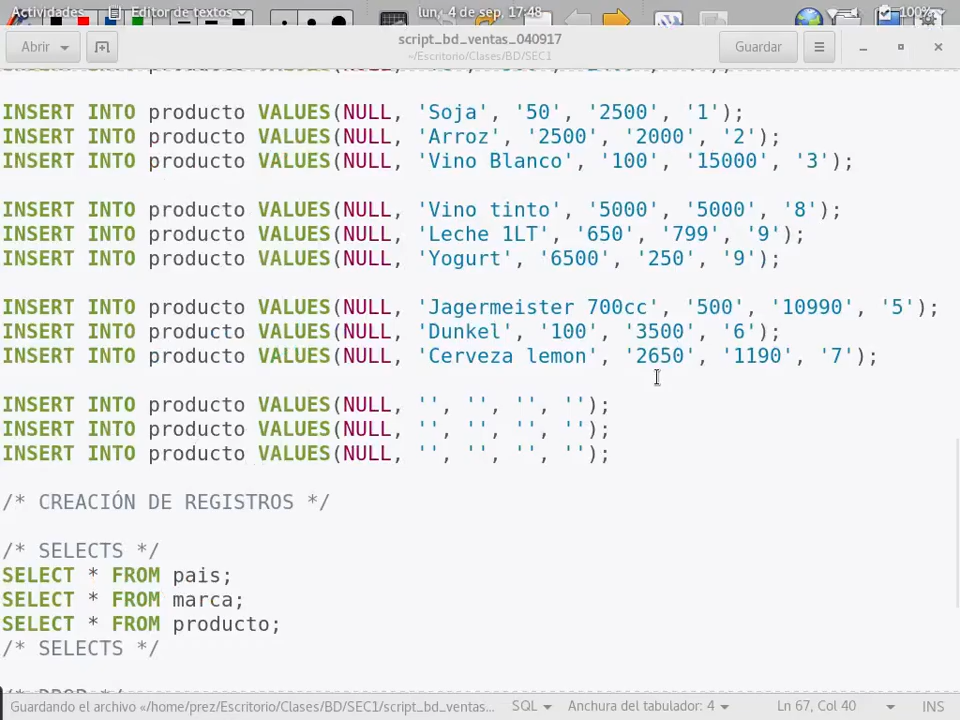 Actividades Editor de textos lun, 4 de sep, 17:48 100%
Abrir script_bd_ventas_040917 Guardar
~/Escritorio/Clases/BD/SEC1
INSERT INTO producto VALUES(NULL, 'Soja', '50', '2500', '1');
INSERT INTO producto VALUES(NULL, 'Arroz', '2500', '2000', '2');
INSERT INTO producto VALUES(NULL, 'Vino Blanco', '100', '15000', '3');
INSERT INTO producto VALUES(NULL, 'Vino tinto', '5000', '5000', '8');
INSERT INTO producto VALUES(NULL, 'Leche 1LT', '650', '799', '9');
INSERT INTO producto VALUES(NULL, 'Yogurt', '6500', '250', '9');
INSERT INTO producto VALUES(NULL, 'Jagermeister 700cc', '500', '10990', '5');
INSERT INTO producto VALUES(NULL, 'Dunkel', '100', '3500', '6');
INSERT INTO producto VALUES(NULL, 'Cerveza lemon', '2650', '1190', '7');
INSERT INTO producto VALUES(NULL, '', '', '', '');
INSERT INTO producto VALUES(NULL, '', '', '', '');
INSERT INTO producto VALUES(NULL, '', '', '', '');
/* CREACIÓN DE REGISTROS */
/* SELECTS */
SELECT * FROM pais;
SELECT * FROM marca;
SELECT * FROM producto;
/* SELECTS */
/* DROP */
Guardando el archivo «/home/prez/Escritorio/Clases/BD/SEC1/script_bd_ventas... SQL Anchura del tabulador: 4 Ln 67, Col 40 INS